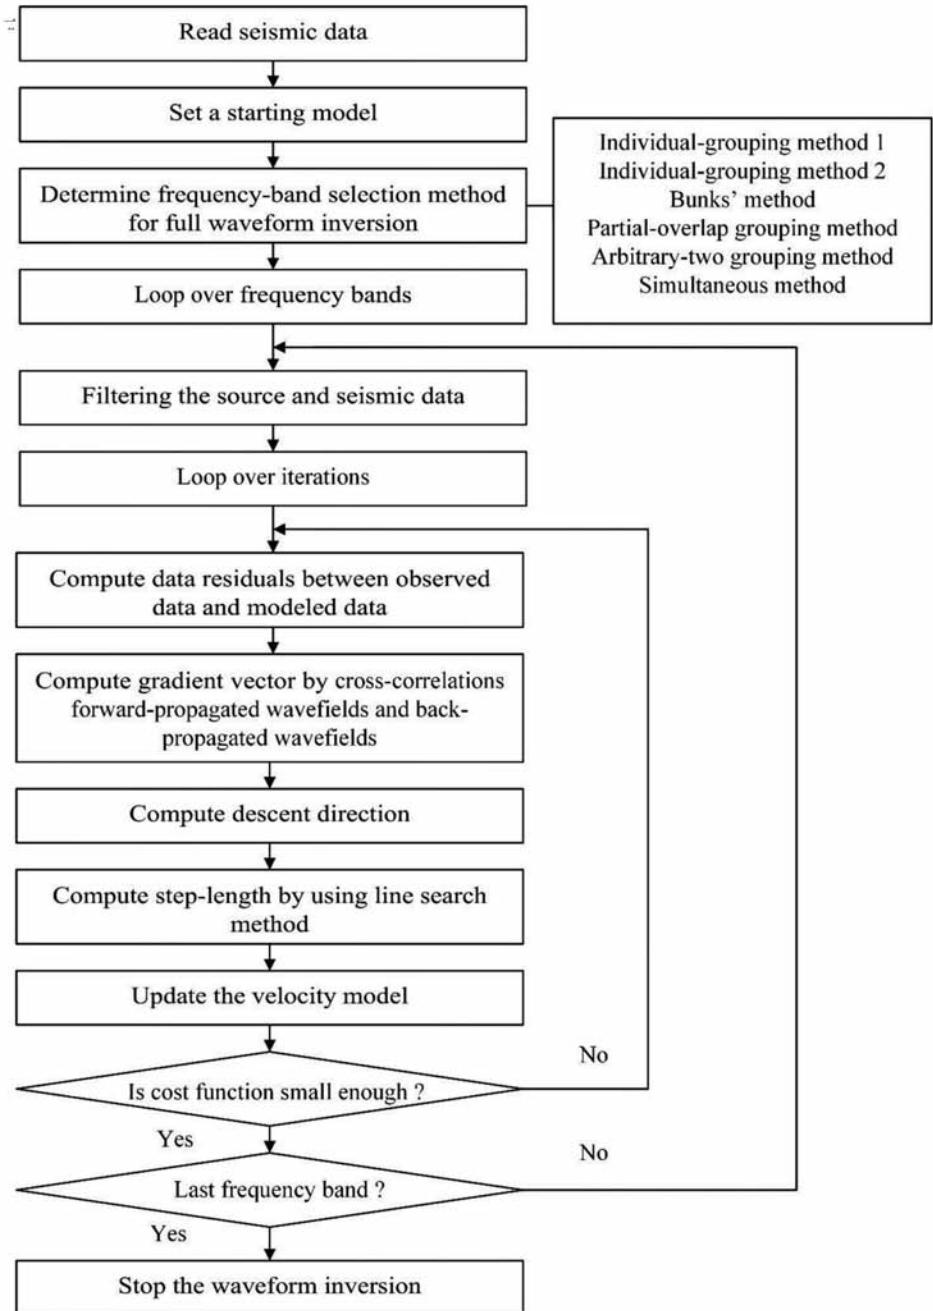 Read seismic data
Set a starting model
Determine frequency-band selection method
for full waveform inversion
Individual-grouping method 1
Individual-grouping method 2
Bunks' method
Partial-overlap grouping method
Arbitrary-two grouping method
Simultaneous method
Loop over frequency bands
Filtering the source and seismic data
Loop over iterations
Compute data residuals between observed
data and modeled data
Compute gradient vector by cross-correlations
forward-propagated wavefields and back-
propagated wavefields
Compute descent direction
Compute step-length by using line search
method
Update the velocity model
Is cost function small enough ?
No
Yes
Last frequency band ?
No
Yes
Stop the waveform inversion